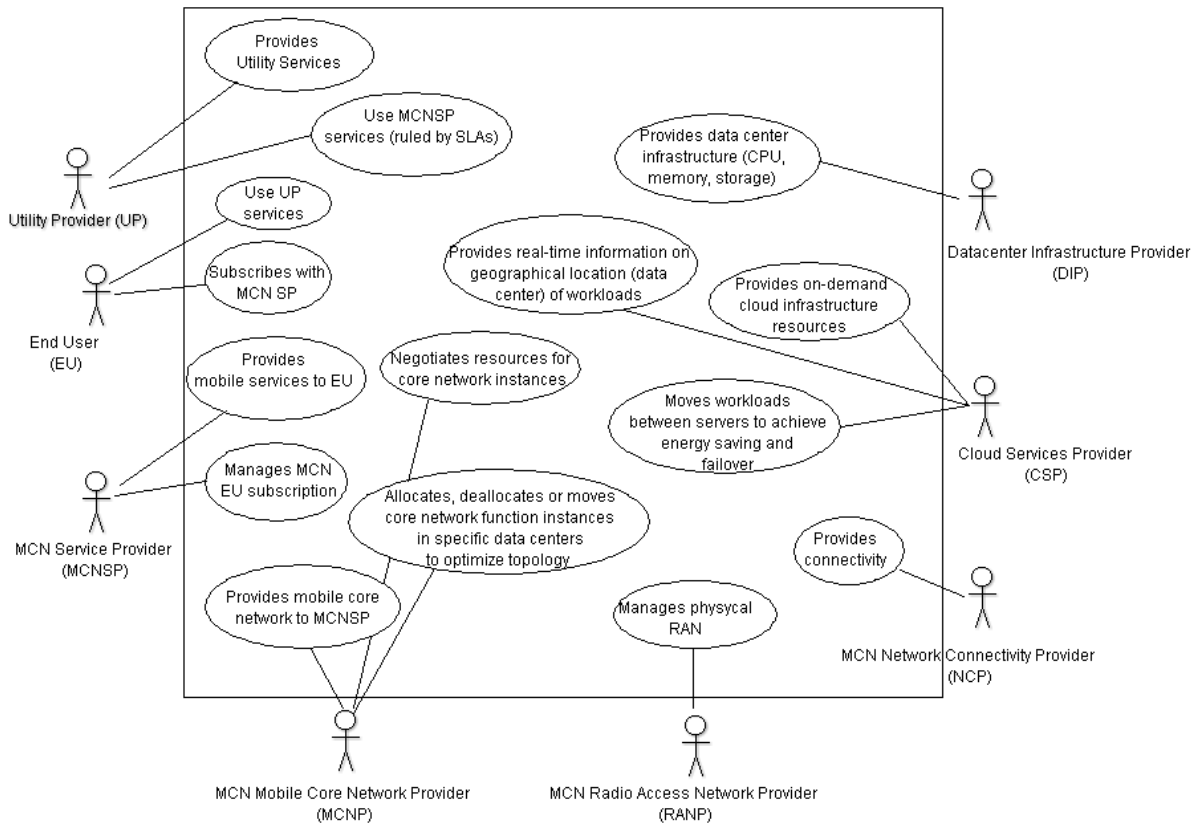 Provides
Utility Services
Use MCNSP
services (ruled by SLAs)
Utility Provider (UP)
Use UP
services
Subscribes with
MCN SP
End User
(EU)
Provides
mobile services to EU
Manages MCN
EU subscription
MCN Service Provider
(MCNSP)
Provides data center
infrastructure (CPU,
memory, storage)
Datacenter Infrastructure Provider
(DIP)
Provides real-time information on
geographical location (data
center) of workloads
Provides on-demand
cloud infrastructure
resources
Negotiates resources for
core network instances
Moves workloads
between servers to achieve
energy saving and
failover
Cloud Services Provider
(CSP)
Allocates, deallocates or moves
core network function instances
in specific data centers
to optimize topology
Provides
connectivity
MCN Network Connectivity Provider
(NCP)
Provides mobile core
network to MCNSP
Manages physycal
RAN
MCN Mobile Core Network Provider
(MCNP)
MCN Radio Access Network Provider
(RANP)